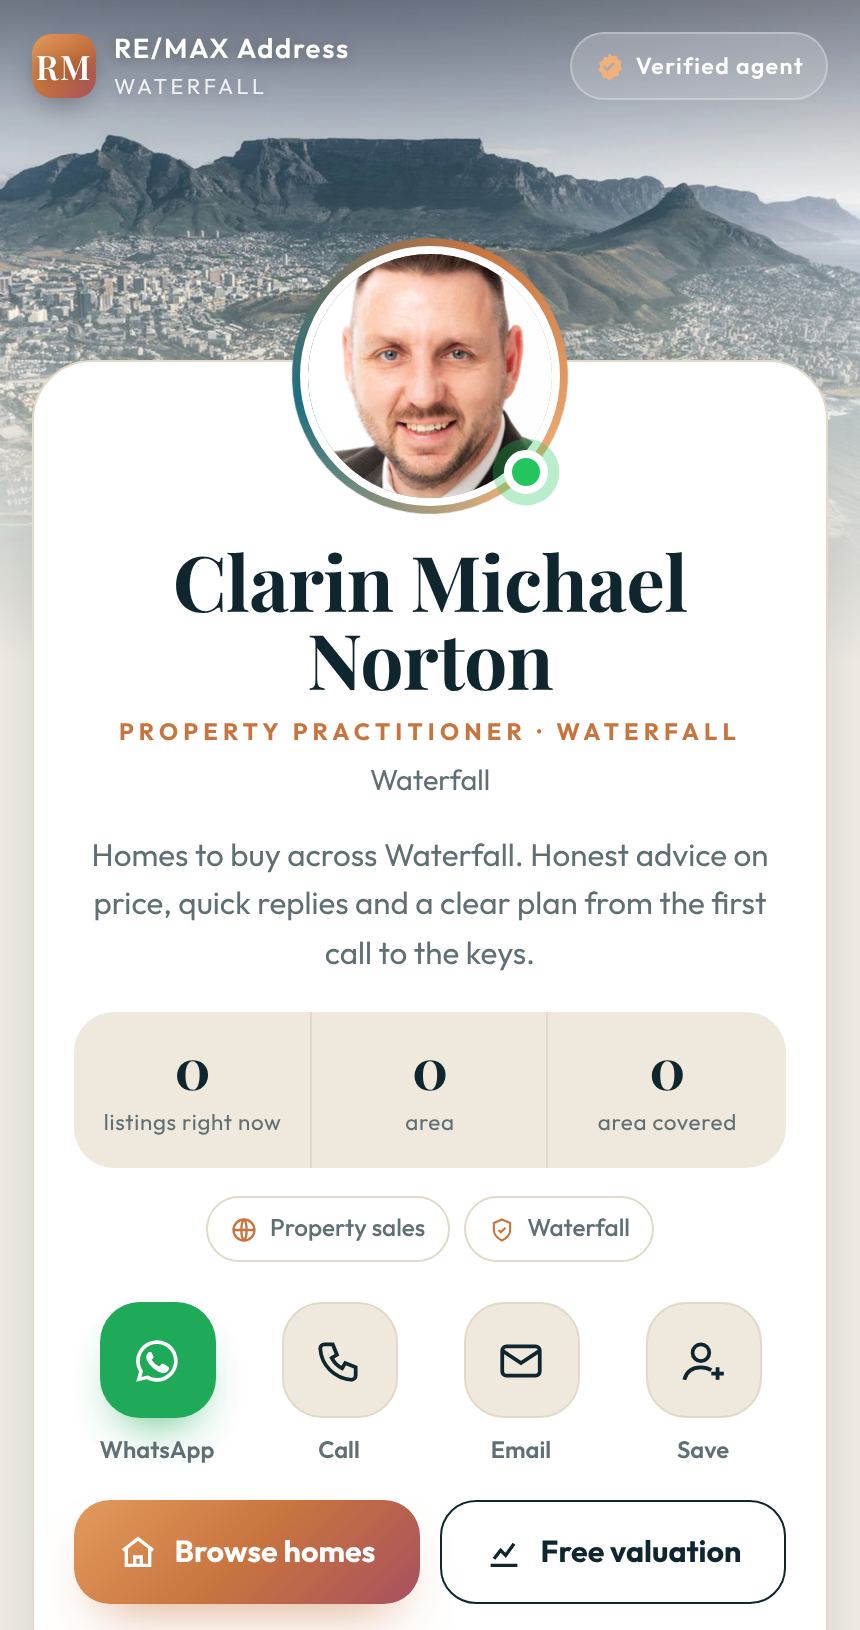 RM
RE/MAX Address
WATERFALL
Verified agent
Clarin Michael
Norton
PROPERTY PRACTITIONER · WATERFALL
Waterfall
Homes to buy across Waterfall. Honest advice on
price, quick replies and a clear plan from the first
call to the keys.
0
listings right now
0
area
0
area covered
Property sales
Waterfall
WhatsApp
Call
Email
Save
Browse homes
Free valuation